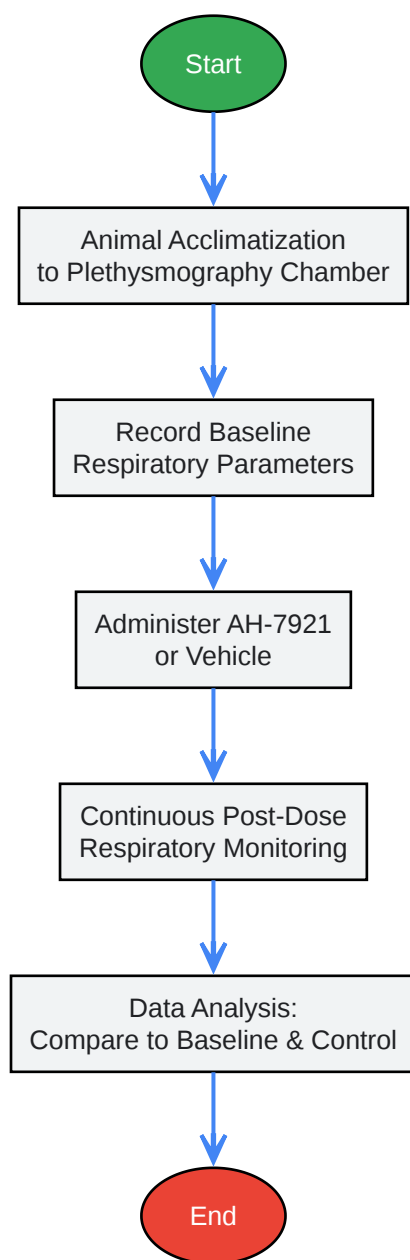 Start
Animal Acclimatization
to Plethysmography Chamber
Record Baseline
Respiratory Parameters
Administer AH-7921
or Vehicle
Continuous Post-Dose
Respiratory Monitoring
Data Analysis:
Compare to Baseline & Control
End